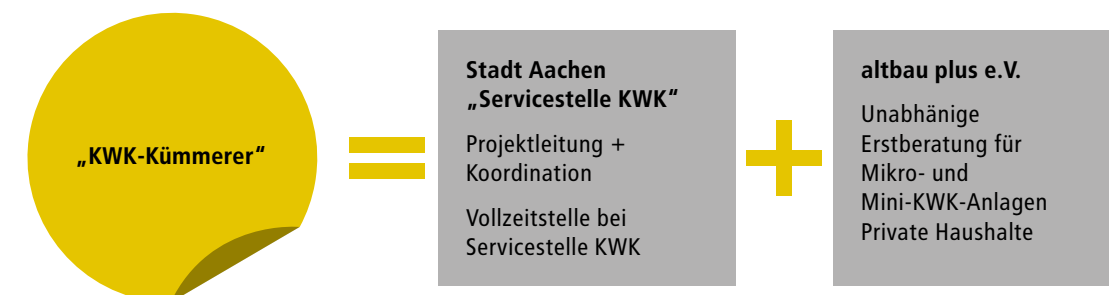 „KWK-Kümmerer“
Stadt Aachen
„Servicestelle KWK“
Projektleitung +
Koordination
Vollzeitstelle bei
Servicestelle KWK
altbau plus e.V.
Unabhänige
Erstberatung für
Mikro- und
Mini-KWK-Anlagen
Private Haushalte